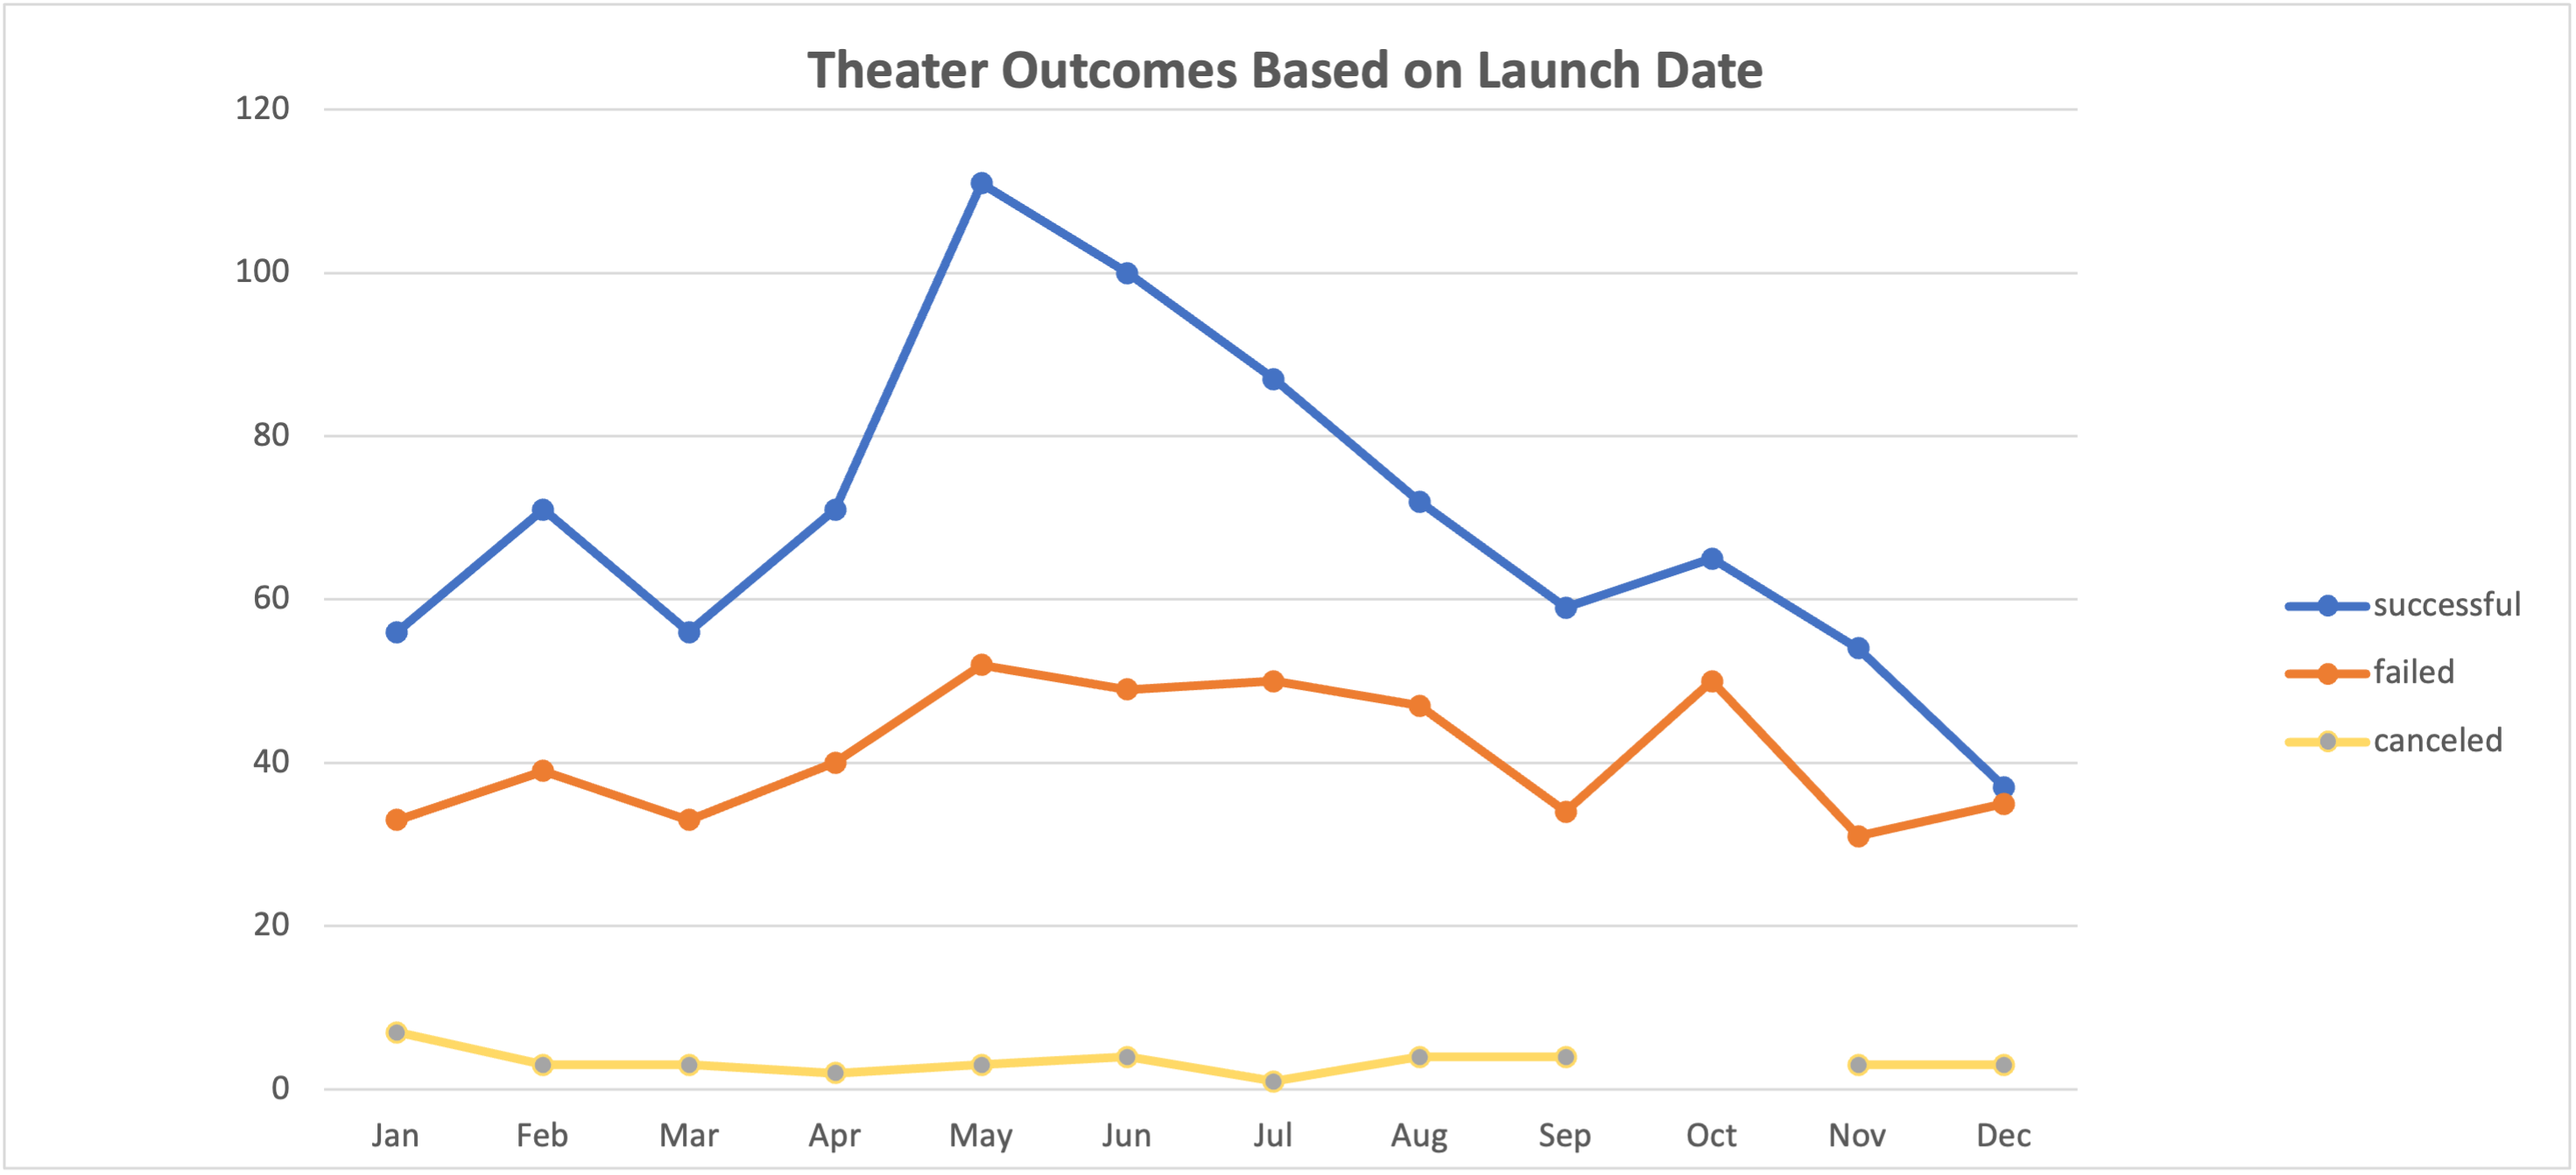 Theater Outcomes Based on Launch Date
120
100
80
60
40
20
0
Jan Feb Mar Apr May Jun Jul Aug Sep Oct Nov Dec
successful
failed
canceled